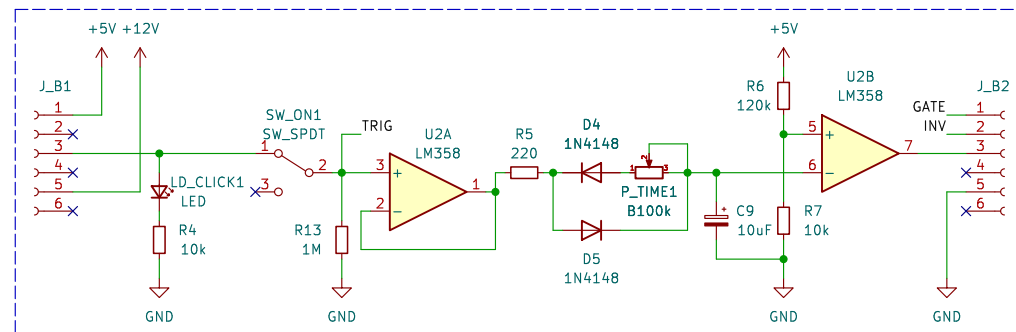 +5V +12V
J_B1
1
2
3
4
5
6
LD_CLICK1
LED
R4
10k
GND
SW_ON1
SW_SPDT
1
2
3
TRIG
R13
1M
GND
U2A
LM358
3
+
2
−
1
R5
220
D4
1N4148
2
P_TIME1
B100k
D5
1N4148
C9
10uF
+
+5V
R6
120k
R7
10k
GND
U2B
LM358
5
+
6
−
7
GATE
INV
J_B2
1
2
3
4
5
6
GND